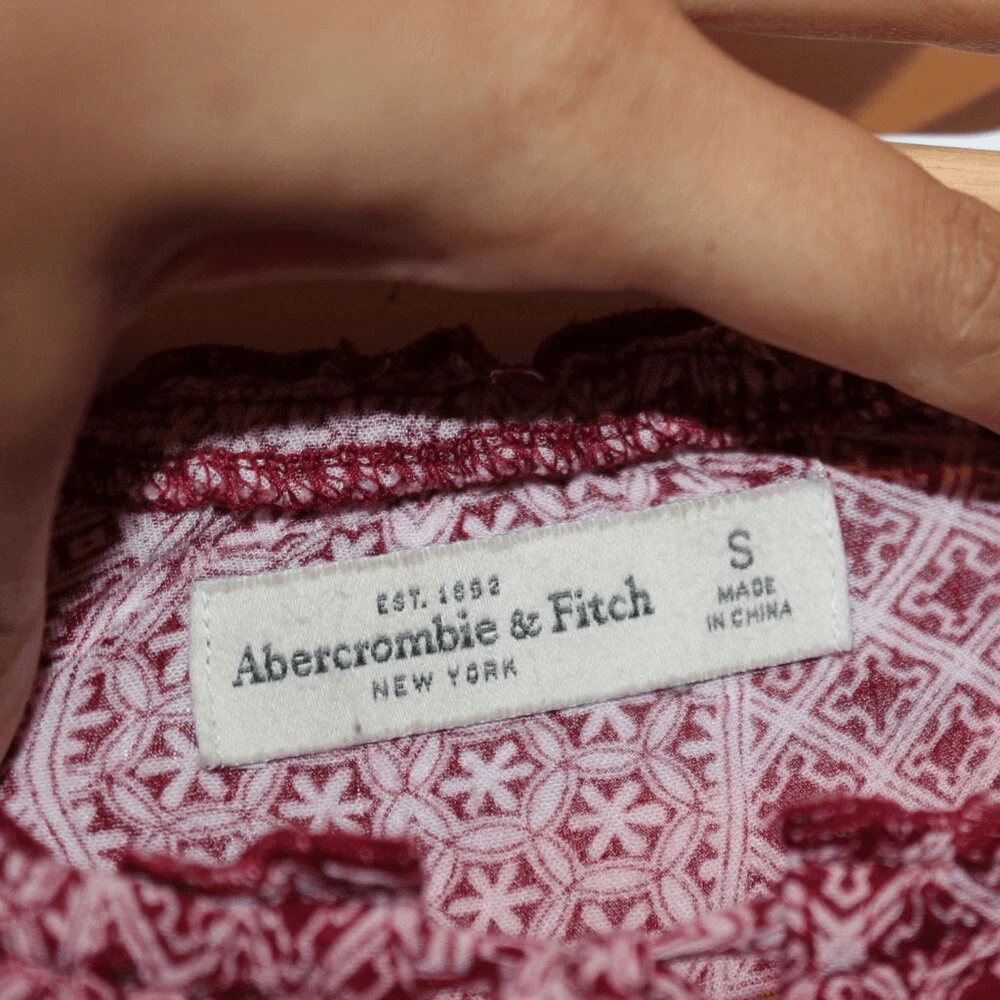 EST. 1892
Abercrombie & Fitch
NEW YORK
S
MADE
IN CHINA